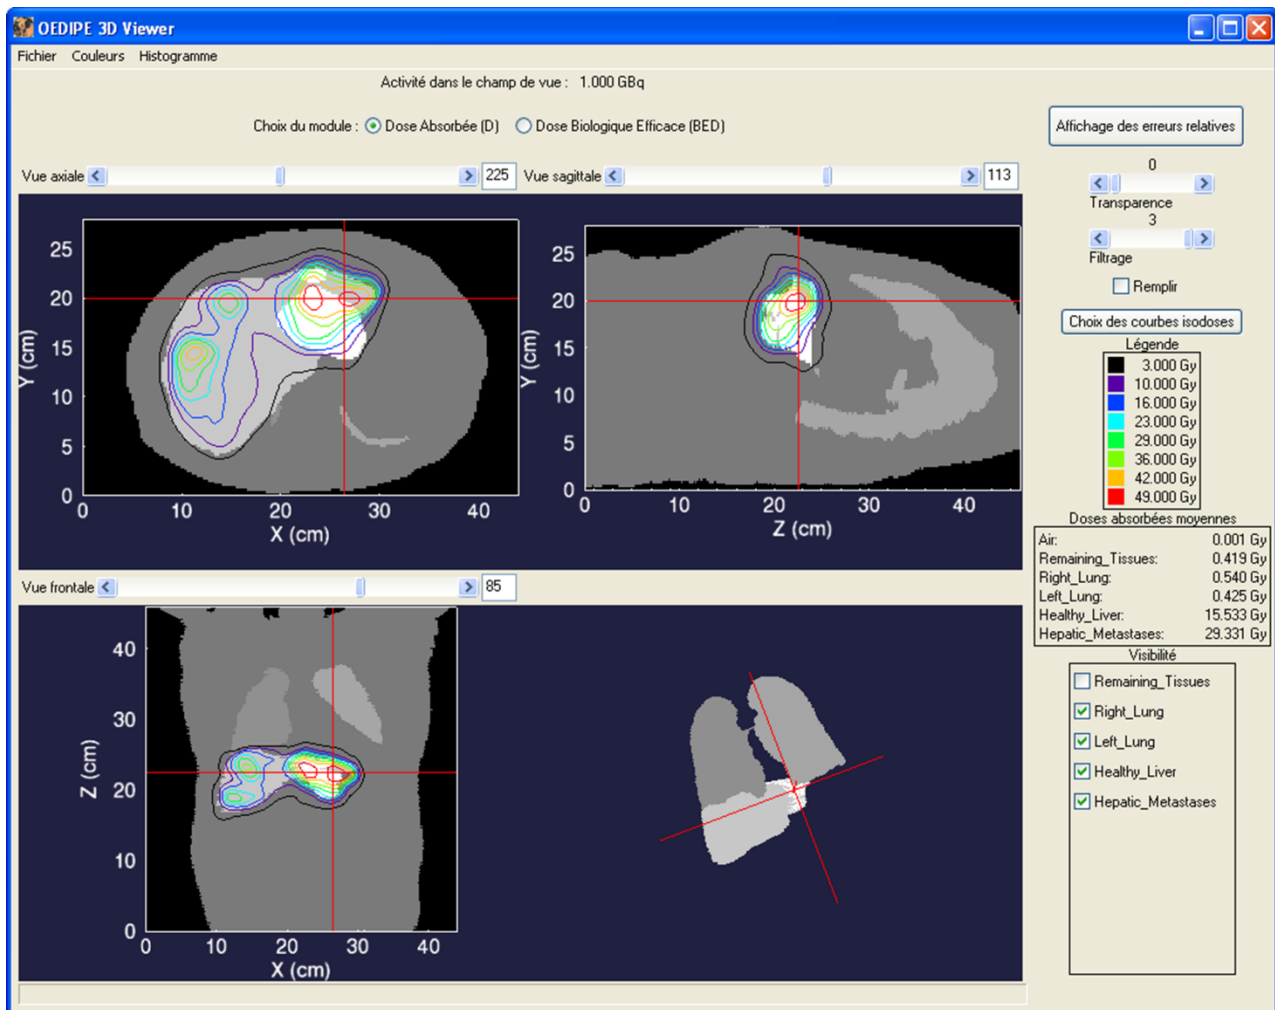 OEDIPE 3D Viewer
Fichier Couleurs Histogramme
Activité dans le champ de vue : 1.000 GBq
Choix du module : Dose Absorbée (D) Dose Biologique Efficace (BED)
Affichage des erreurs relatives
Vue axiale 225 Vue sagittale 113
0
Transparence
3
Filtrage
Remplir
Choix des courbes isodoses
Légende
3.000 Gy
10.000 Gy
16.000 Gy
23.000 Gy
29.000 Gy
36.000 Gy
42.000 Gy
49.000 Gy
25
20
15
10
5
0
Y (cm)
0 10 20 30 40
X (cm)
25
20
15
10
5
0
Y (cm)
0 10 20 30 40
Z (cm)
Doses absorbées moyennes
Air: 0.001 Gy
Remaining_Tissues: 0.419 Gy
Right_Lung: 0.540 Gy
Left_Lung: 0.425 Gy
Healthy_Liver: 15.533 Gy
Hepatic_Metastases: 29.331 Gy
Vue frontale 85
40
30
20
10
0
Z (cm)
0 10 20 30 40
X (cm)
Visibilité
Remaining_Tissues
Right_Lung
Left_Lung
Healthy_Liver
Hepatic_Metastases